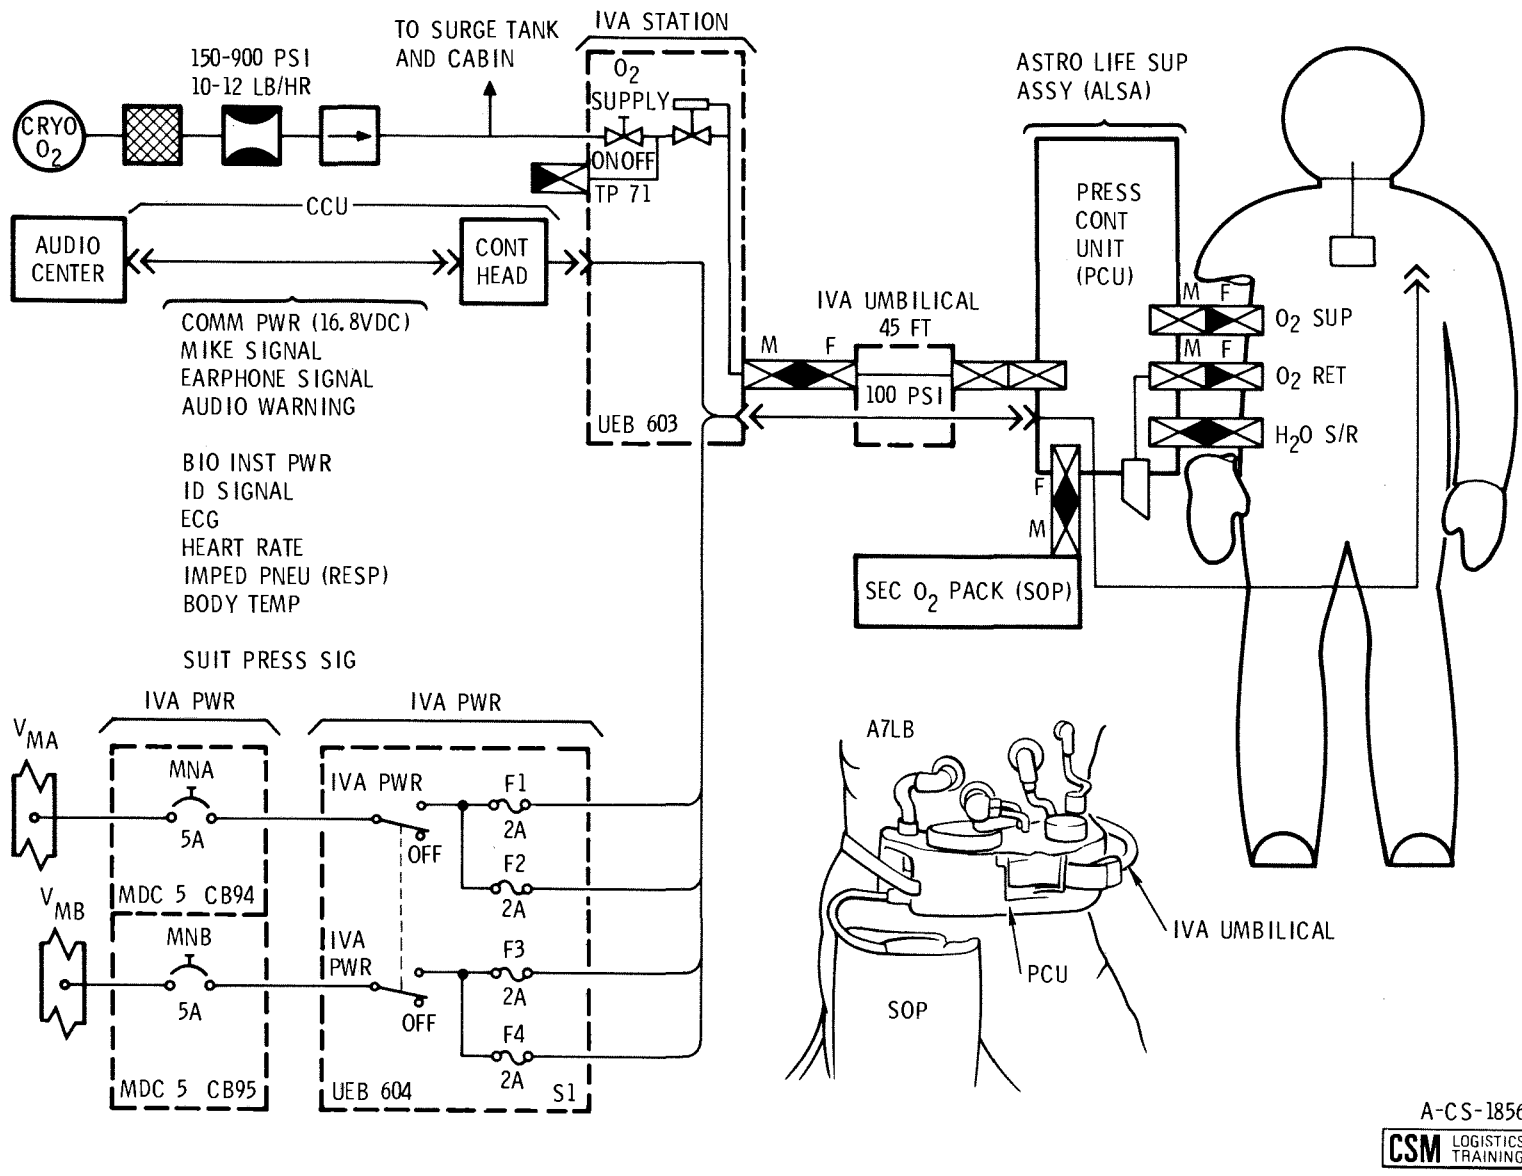 IVA STATION
TO SURGE TANK
AND CABIN
150-900 PSI
10-12 LB/HR
CRYO
O2
O2
SUPPLY
ON OFF
TP 71
ASTRO LIFE SUP
ASSY (ALSA)
PRESS
CONT
UNIT
(PCU)
CCU
AUDIO
CENTER
CONT
HEAD
COMM PWR (16.8VDC)
MIKE SIGNAL
EARPHONE SIGNAL
AUDIO WARNING
BIO INST PWR
ID SIGNAL
ECG
HEART RATE
IMPED PNEU (RESP)
BODY TEMP
SUIT PRESS SIG
UEB 603
IVA UMBILICAL
45 FT
M F
100 PSI
M F
O2 SUP
M F
O2 RET
H2O S/R
F
M
SEC O2 PACK (SOP)
IVA PWR
IVA PWR
VMA
MNA
5A
MDC 5 CB94
VMB
MNB
5A
MDC 5 CB95
IVA PWR
OFF
F1
2A
F2
2A
IVA
PWR
OFF
F3
2A
F4
2A
UEB 604 S1
A7LB
IVA UMBILICAL
PCU
SOP
A-CS-1856
CSM LOGISTICS
TRAINING